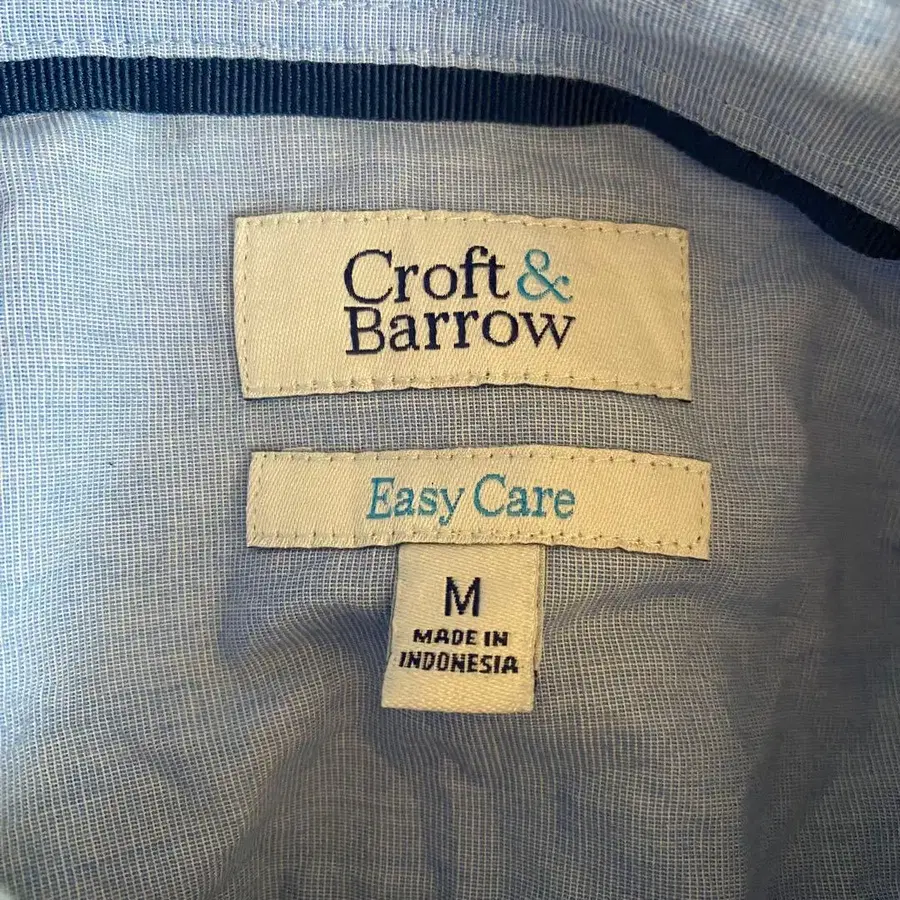 Croft&
Barrow
Easy Care
M
MADE IN
INDONESIA